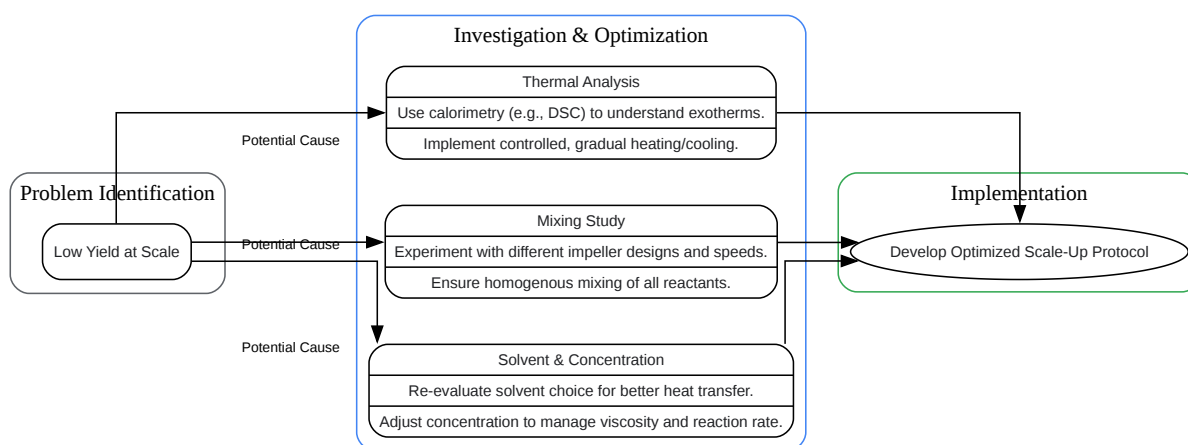 Investigation & Optimization
Thermal Analysis
Use calorimetry (e.g., DSC) to understand exotherms.
Implement controlled, gradual heating/cooling.
Potential Cause
Problem Identification
Low Yield at Scale
Potential Cause
Mixing Study
Experiment with different impeller designs and speeds.
Ensure homogenous mixing of all reactants.
Potential Cause
Solvent & Concentration
Re-evaluate solvent choice for better heat transfer.
Adjust concentration to manage viscosity and reaction rate.
Implementation
Develop Optimized Scale-Up Protocol